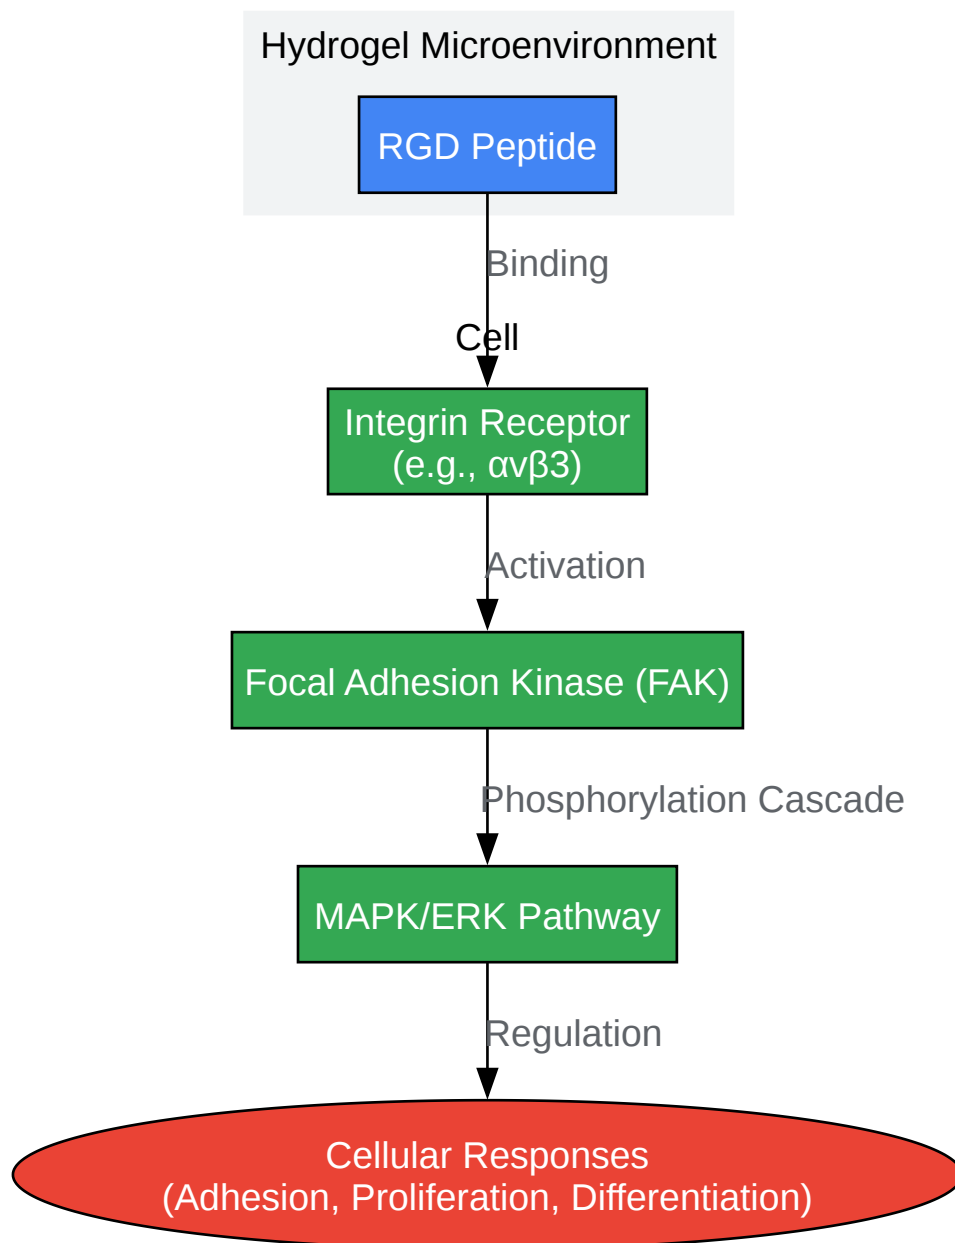 Hydrogel Microenvironment
RGD Peptide
Binding
Cell
Integrin Receptor
(e.g., αvβ3)
Activation
Focal Adhesion Kinase (FAK)
Phosphorylation Cascade
MAPK/ERK Pathway
Regulation
Cellular Responses
(Adhesion, Proliferation, Differentiation)